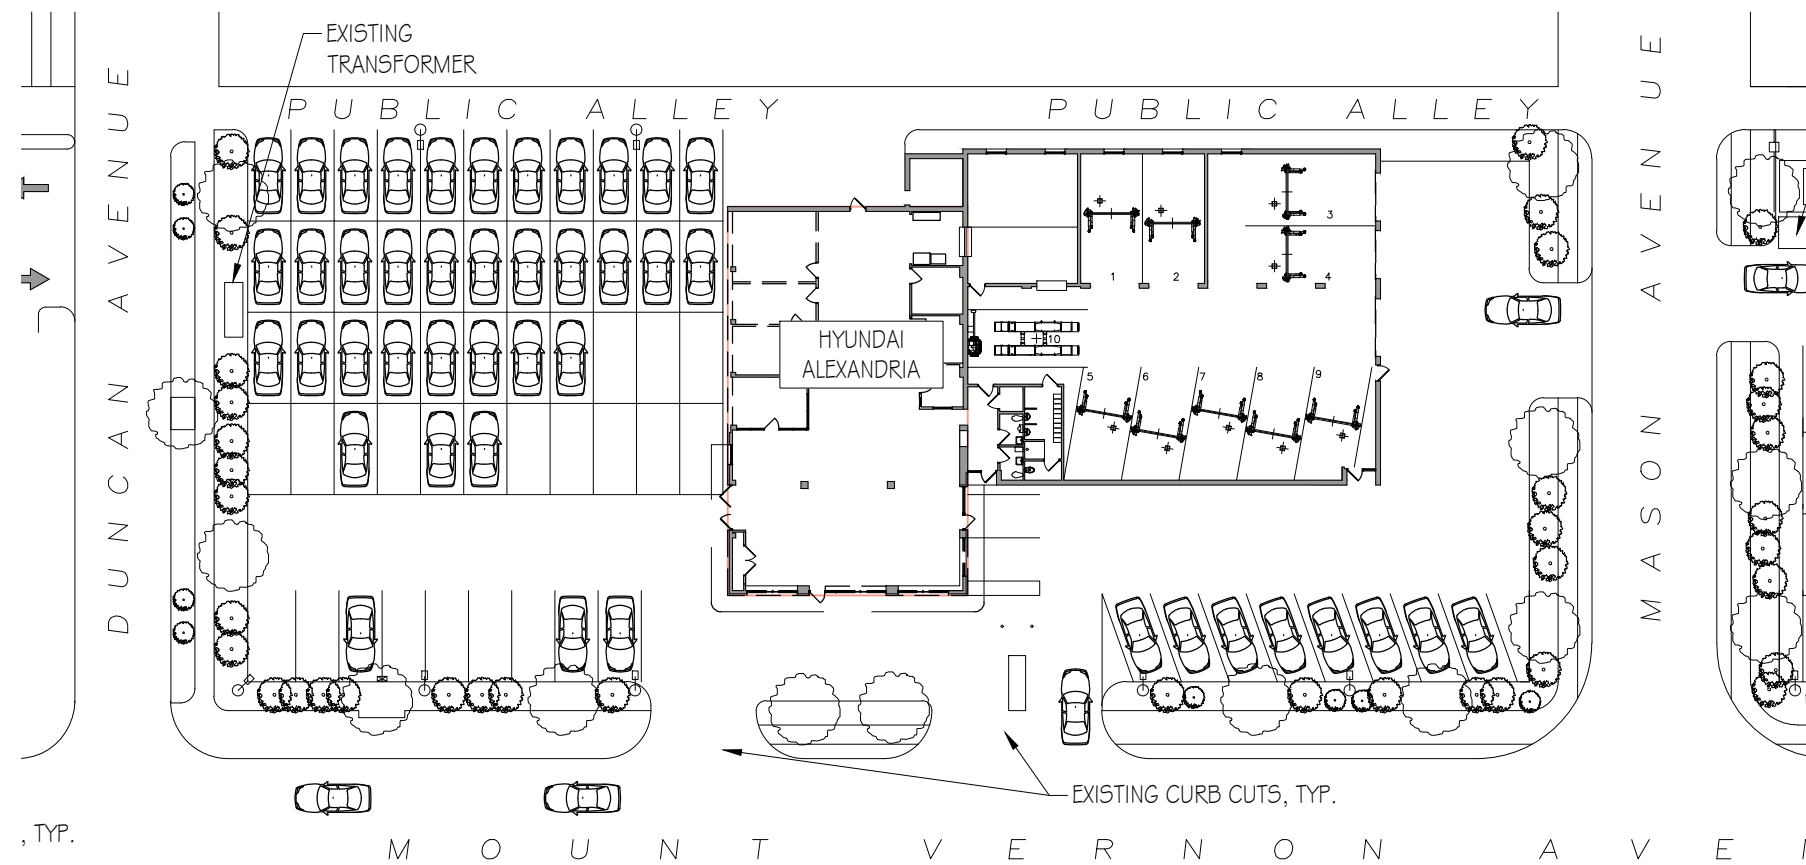 EXISTING
TRANSFORMER
PUBLIC ALLEY
PUBLIC ALLEY
DUNCAN AVENUE
MASON AVENUE
HYUNDAI
ALEXANDRIA
1
2
3
4
10
5
6
7
8
9
EXISTING CURB CUTS, TYP.
, TYP.
MOUNT VERNON AVE